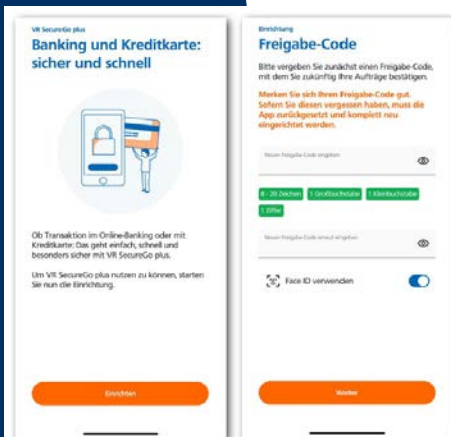 VR SecureGo plus
Banking und Kreditkarte:
sicher und schnell
Ob Transaktion im Online-Banking oder mit
Kreditkarte: Das geht einfach, schnell und
besonders sicher mit VR SecureGo plus.
Um VR SecureGo plus nutzen zu können, starten
Sie nun die Einrichtung.
Einrichten
Einrichtung
Freigabe-Code
Bitte vergeben Sie zunächst einen Freigabe-Code,
mit dem Sie zukünftig Ihre Aufträge bestätigen.
Merken Sie sich Ihren Freigabe-Code gut.
Sofern Sie diesen vergessen haben, muss die
App zurückgesetzt und komplett neu
eingerichtet werden.
Neuen Freigabe-Code eingeben
8 - 20 Zeichen 1 Großbuchstabe 1 Kleinbuchstabe
1 Ziffer
Neuen Freigabe-Code erneut eingeben
Face ID verwenden
Weiter